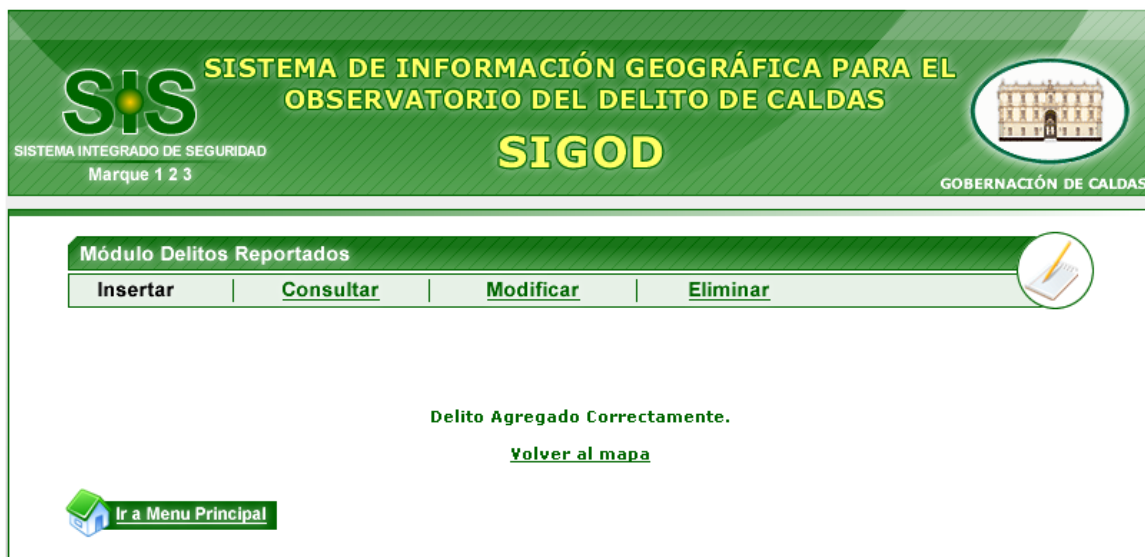 SISTEMA DE INFORMACIÓN GEOGRÁFICA PARA EL
OBSERVATORIO DEL DELITO DE CALDAS
SIGOD
SIS
SISTEMA INTEGRADO DE SEGURIDAD
Marque 1 2 3
GOBERNACIÓN DE CALDAS
Módulo Delitos Reportados
Insertar | Consultar | Modificar | Eliminar
Delito Agregado Correctamente.
Volver al mapa
Ir a Menu Principal